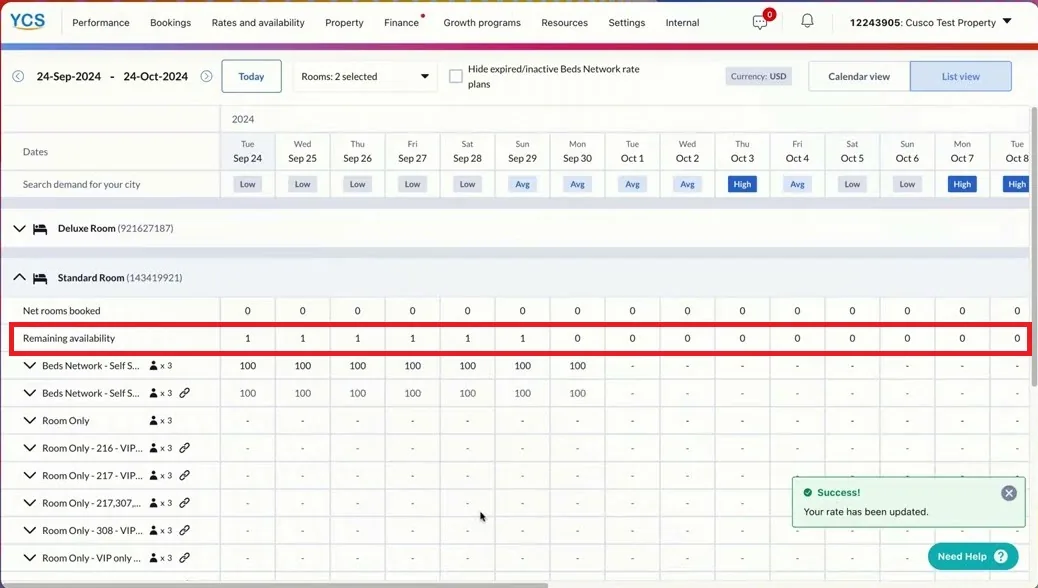 YCS Performance Bookings Rates and availability Property Finance Growth programs Resources Settings Internal 0 12243905: Cusco Test Property
24-Sep-2024 - 24-Oct-2024 Today Rooms: 2 selected Hide expired/inactive Beds Network rate
plans Currency: USD Calendar view List view
2024
Dates Tue Sep 24 Wed Sep 25 Thu Sep 26 Fri Sep 27 Sat Sep 28 Sun Sep 29 Mon Sep 30 Tue Oct 1 Wed Oct 2 Thu Oct 3 Fri Oct 4 Sat Oct 5 Sun Oct 6 Mon Oct 7 Tue Oct 8
Search demand for your city Low Low Low Low Low Avg Avg Avg Avg High Avg Low Low High High
Deluxe Room (921627187)
Standard Room (143419921)
Net rooms booked 0 0 0 0 0 0 0 0 0 0 0 0 0 0 0
Remaining availability 1 1 1 1 1 1 0 0 0 0 0 0 0 0 0
Beds Network - Self S... x 3 100 100 100 100 100 100 100 - - - - - - - -
Beds Network - Self S... x 3 100 100 100 100 100 100 100 - - - - - - - -
Room Only x 3 - - - - - - - - - - - - - - -
Room Only - 216 - VIP... x 3 - - - - - - - - - - - - - - -
Room Only - 217 - VIP... x 3 - - - - - - - - - - - - - - -
Room Only - 217,307,... x 3 - - - - - - - - - -
Room Only - 308 - VIP... x 3 - - - - - - - - - - - - - - -
Room Only - VIP only ... x 3 - - - - - - - - - - - - -
Success!
Your rate has been updated.
Need Help ?